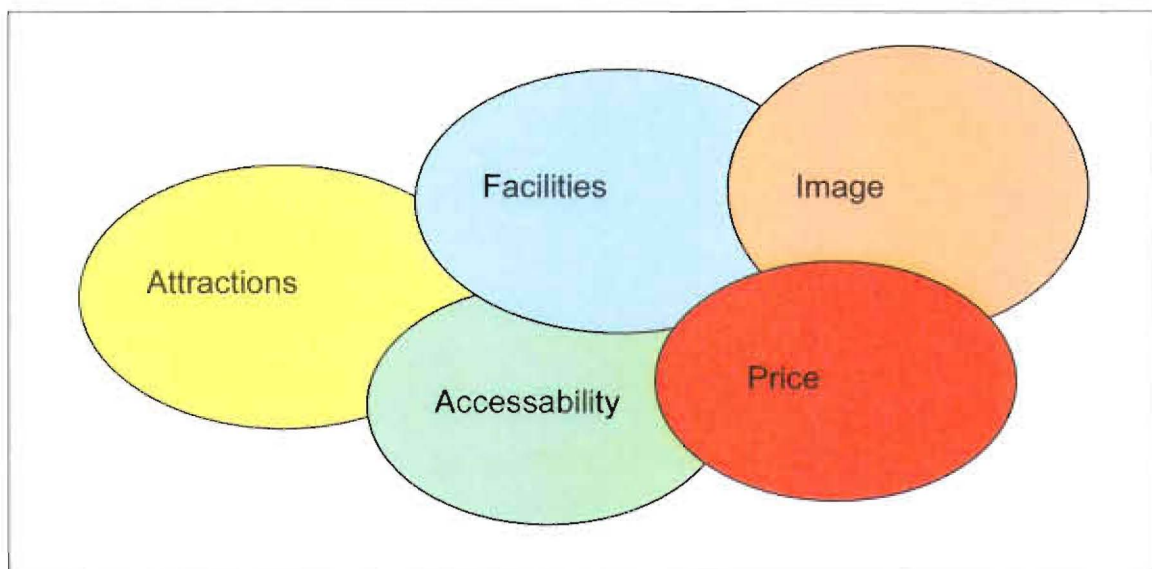 Facilities
Image
Attractions
Accessability
Price